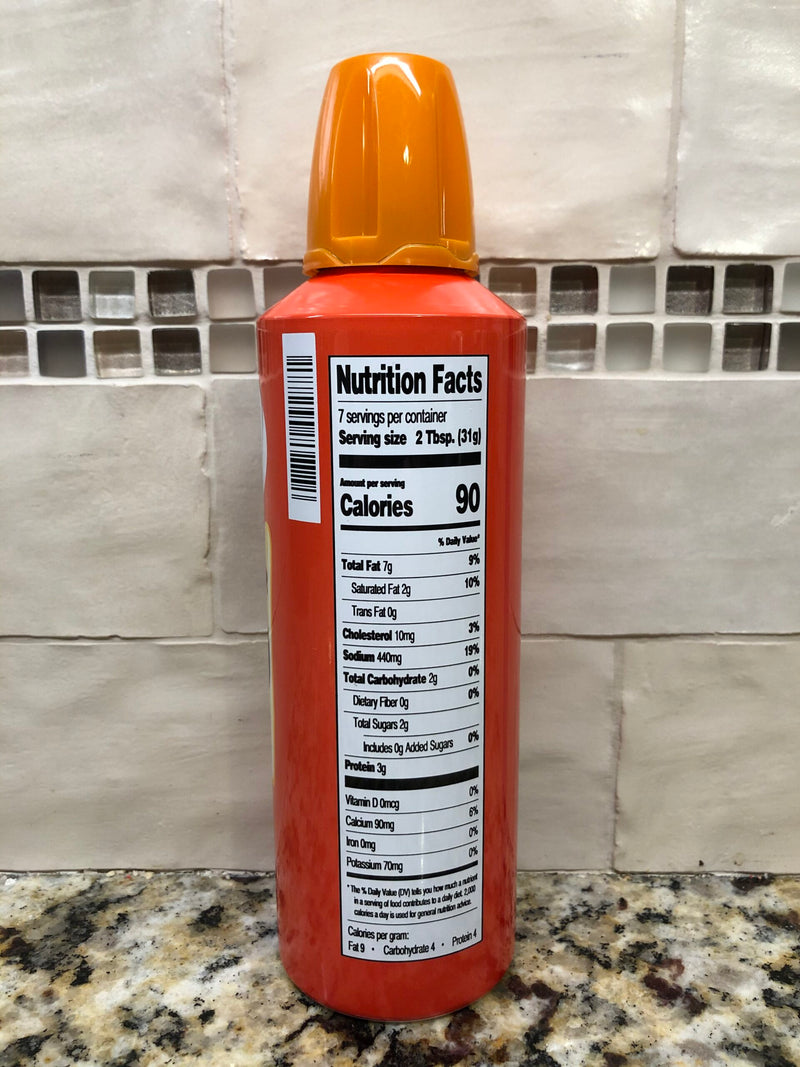 Nutrition Facts
7 servings per container
Serving size 2 Tbsp. (31g)
Amount per serving
Calories 90
% Daily Value*
Total Fat 7g 9%
Saturated Fat 2g 10%
Trans Fat 0g
Cholesterol 10mg 3%
Sodium 440mg 19%
Total Carbohydrate 2g 0%
Dietary Fiber 0g 0%
Total Sugars 2g
Includes 0g Added Sugars 0%
Protein 3g
Vitamin D 0mcg 0%
Calcium 90mg 6%
Iron 0mg 0%
Potassium 70mg 0%
* The % Daily Value (DV) tells you how much a nutrient
in a serving of food contributes to a daily diet. 2,000
calories a day is used for general nutrition advice.
Calories per gram:
Fat 9 • Carbohydrate 4 • Protein 4